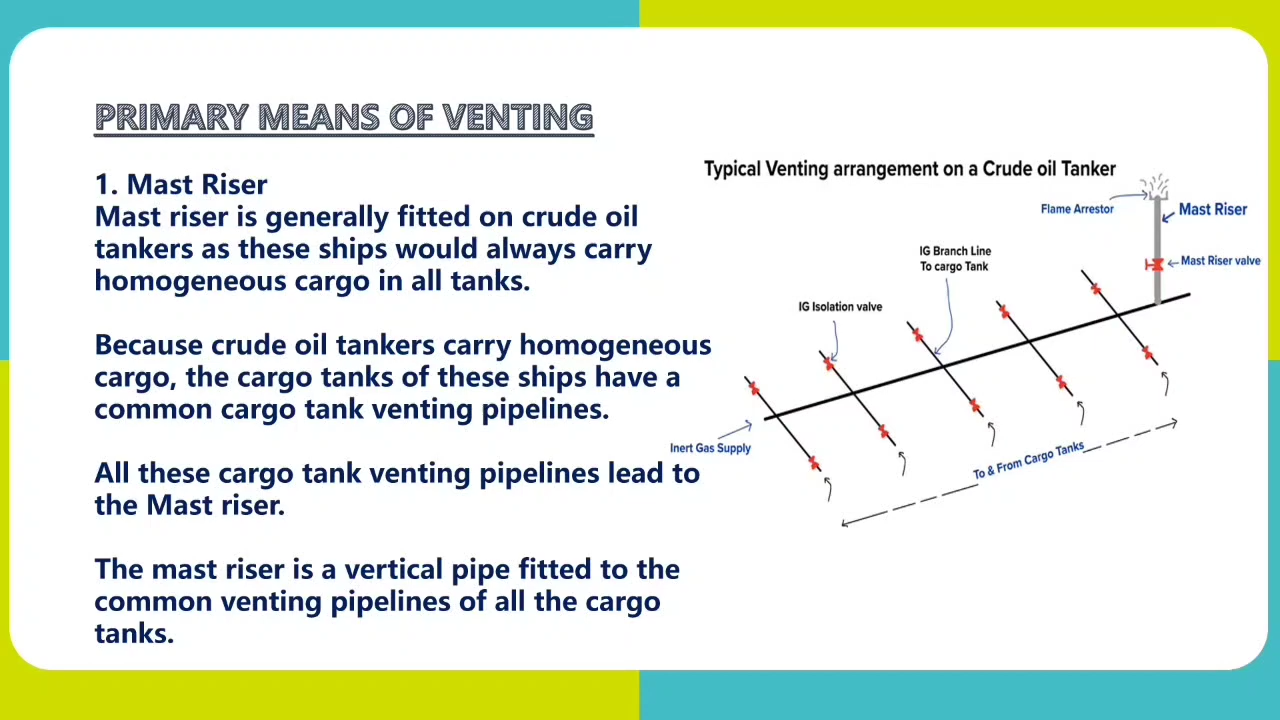 PRIMARY MEANS OF VENTING
1. Mast Riser
Mast riser is generally fitted on crude oil
tankers as these ships would always carry
homogeneous cargo in all tanks.
Because crude oil tankers carry homogeneous
cargo, the cargo tanks of these ships have a
common cargo tank venting pipelines.
All these cargo tank venting pipelines lead to
the Mast riser.
The mast riser is a vertical pipe fitted to the
common venting pipelines of all the cargo
tanks.
Typical Venting arrangement on a Crude oil Tanker
Flame Arrestor
Mast Riser
IG Branch Line
To cargo Tank
Mast Riser valve
IG Isolation valve
Inert Gas Supply
To & From Cargo Tanks